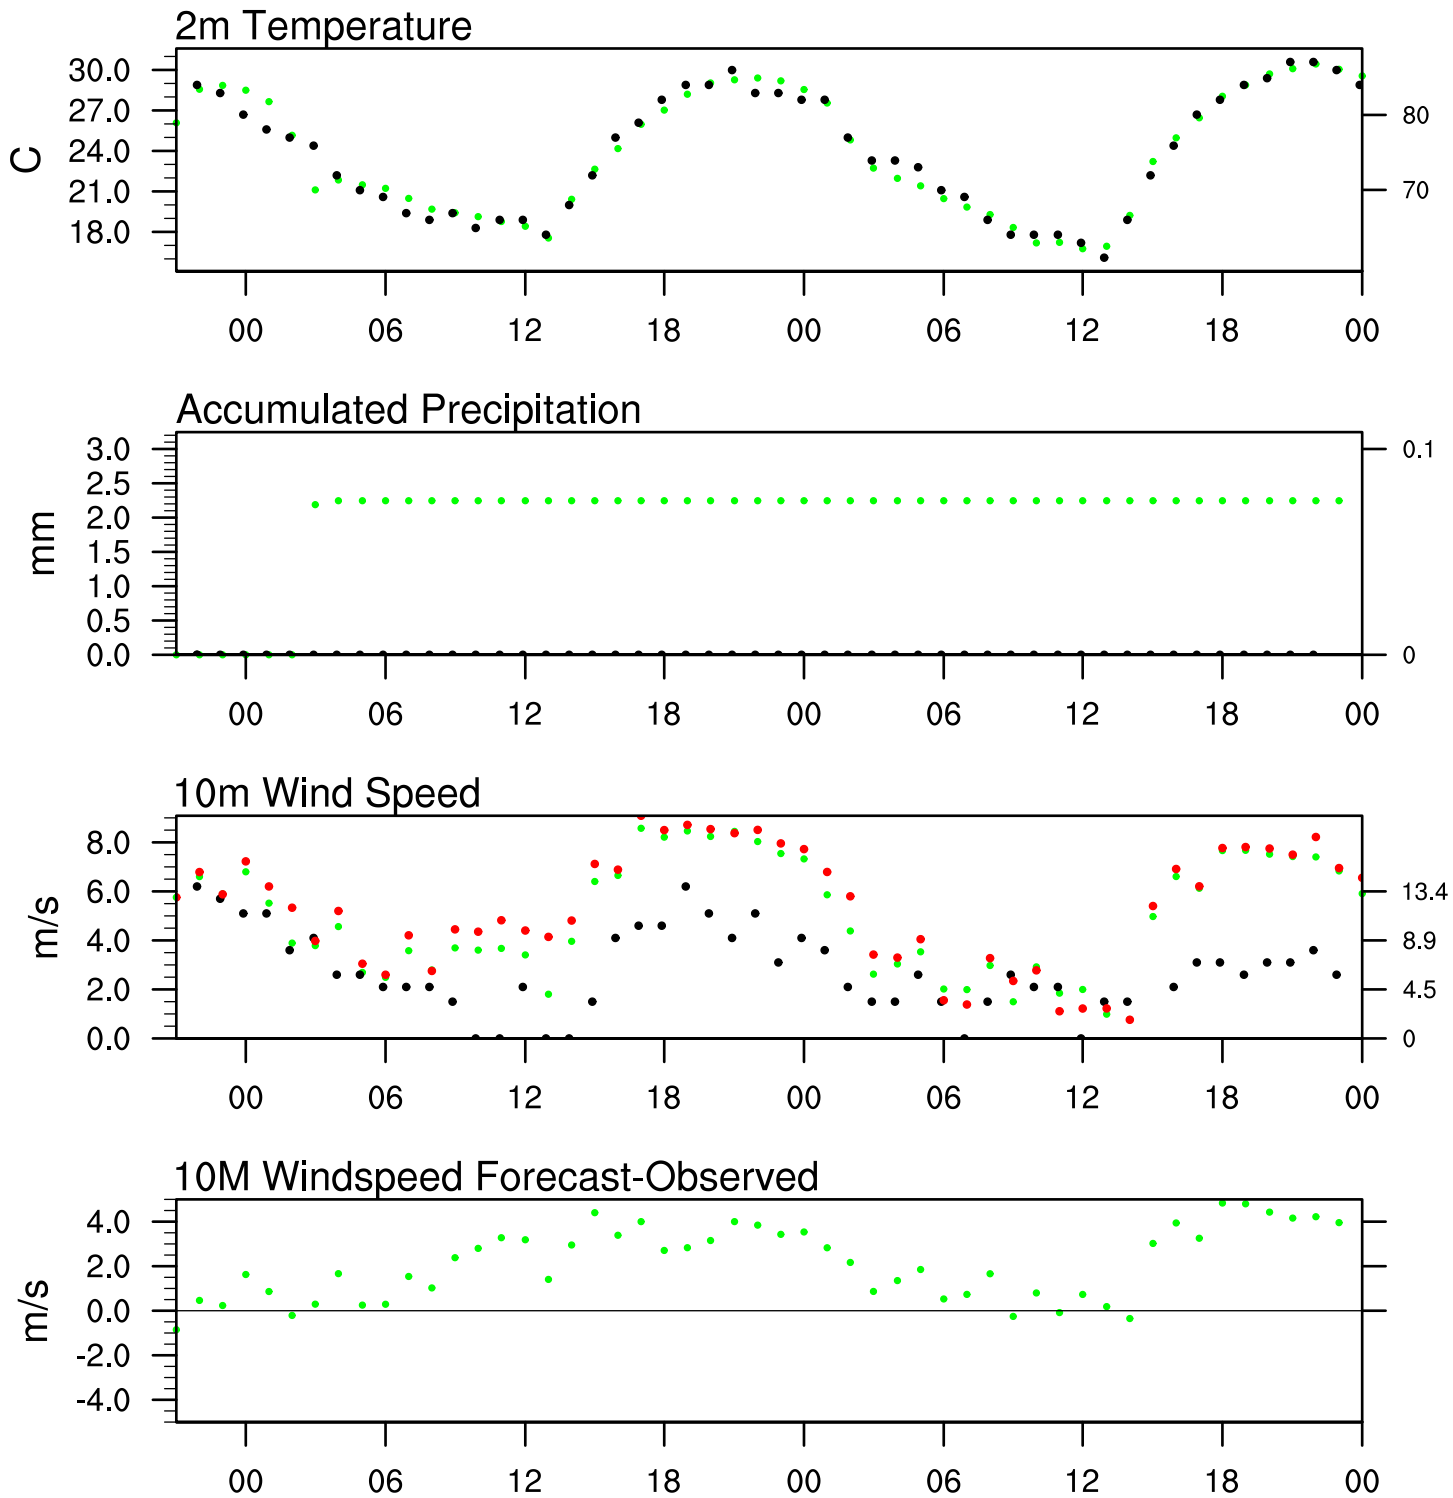 2m Temperature
30.0
27.0
24.0
21.0
18.0
C
80
70
00 06 12 18 00 06 12 18 00
Accumulated Precipitation
3.0
2.5
2.0
1.5
1.0
0.5
0.0
mm
0.1
0
00 06 12 18 00 06 12 18 00
10m Wind Speed
8.0
6.0
4.0
2.0
0.0
m/s
13.4
8.9
4.5
0
00 06 12 18 00 06 12 18 00
10M Windspeed Forecast-Observed
4.0
2.0
0.0
-2.0
-4.0
m/s
00 06 12 18 00 06 12 18 00